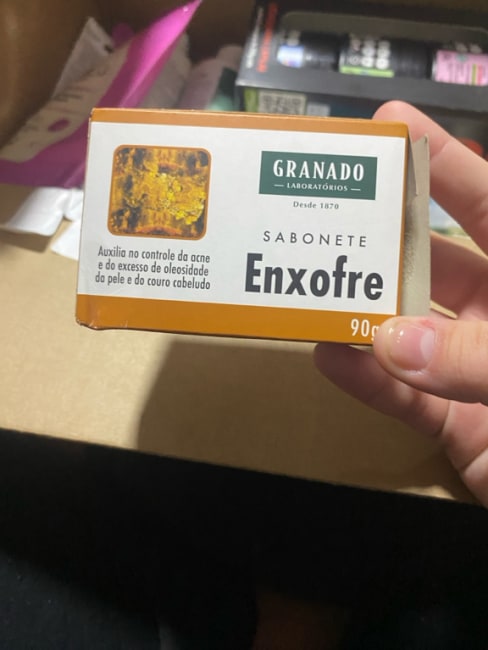 GRANADO
— LABORATÓRIOS —
Desde 1870
SABONETE
Enxofre
Auxilia no controle da acne
e do excesso de oleosidade
da pele e do couro cabeludo
90g